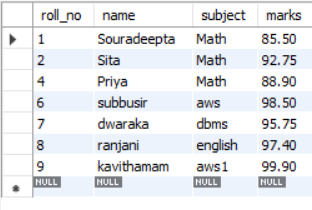 roll_no name subject marks
1 Souradeepta Math 85.50
2 Sita Math 92.75
4 Priya Math 88.90
6 subbusir aws 98.50
7 dwaraka dbms 95.75
8 ranjani english 97.40
9 kavithamam aws1 99.90
NULL NULL NULL NULL